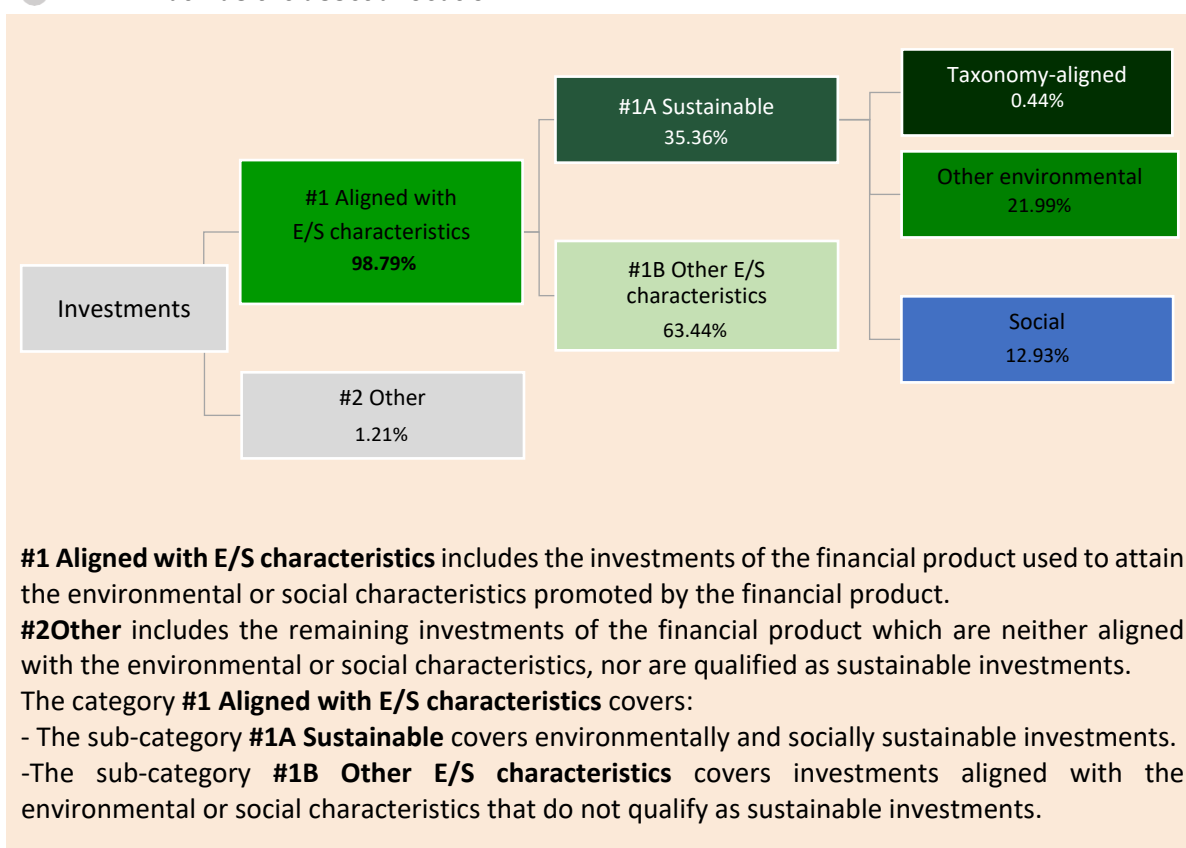 Taxonomy-aligned
0.44%
#1A Sustainable
35.36%
Other environmental
21.99%
#1 Aligned with
E/S characteristics
98.79%
#1B Other E/S
characteristics
63.44%
Investments
Social
12.93%
#2 Other
1.21%
#1 Aligned with E/S characteristics includes the investments of the financial product used to attain
the environmental or social characteristics promoted by the financial product.
#2Other includes the remaining investments of the financial product which are neither aligned
with the environmental or social characteristics, nor are qualified as sustainable investments.
The category #1 Aligned with E/S characteristics covers:
- The sub-category #1A Sustainable covers environmentally and socially sustainable investments.
-The sub-category #1B Other E/S characteristics covers investments aligned with the
environmental or social characteristics that do not qualify as sustainable investments.